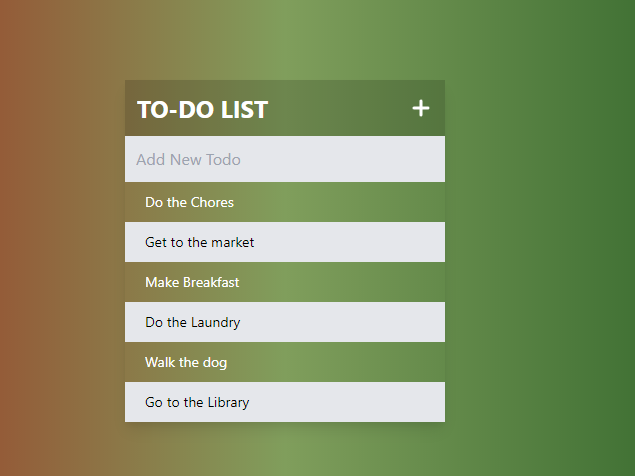 TO-DO LIST +
Add New Todo
Do the Chores
Get to the market
Make Breakfast
Do the Laundry
Walk the dog
Go to the Library